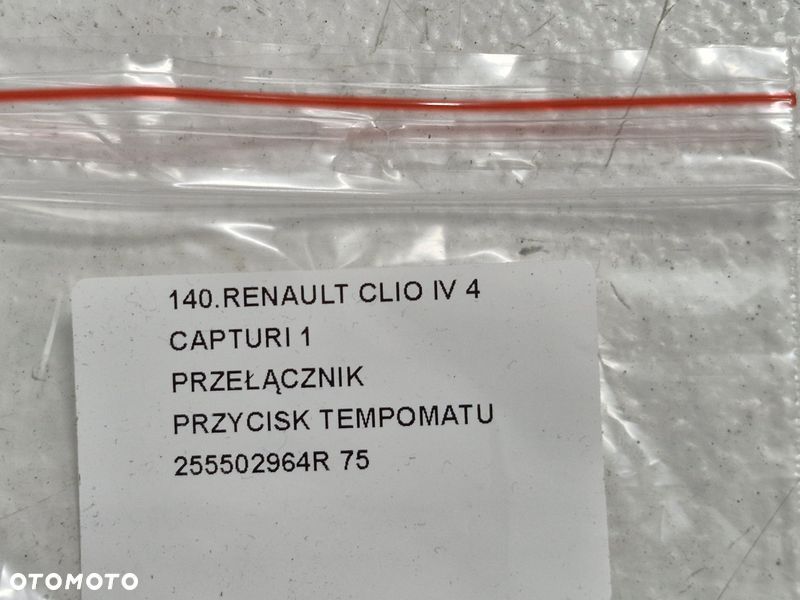 140.RENAULT CLIO IV 4
CAPTURI 1
PRZEŁĄCZNIK
PRZYCISK TEMPOMATU
255502964R 75
OTOMOTO